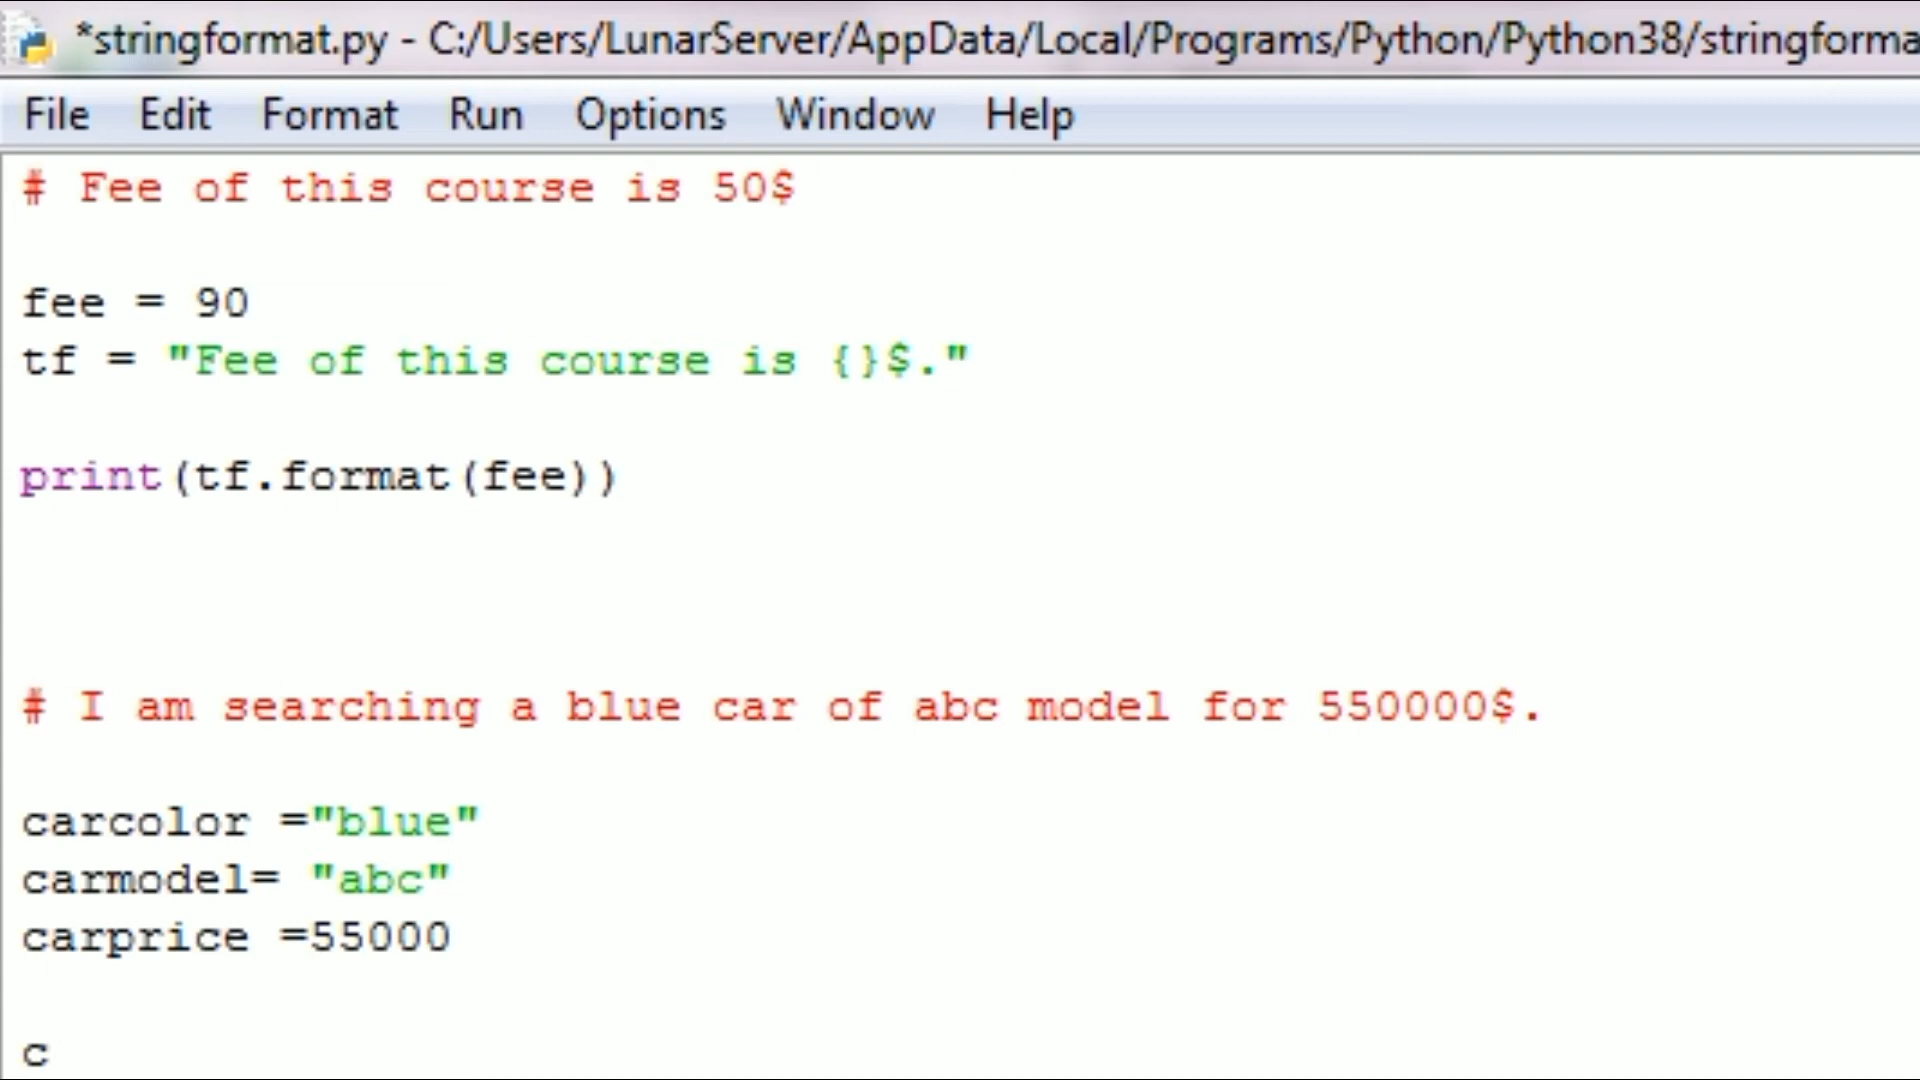 *stringformat.py - C:/Users/LunarServer/AppData/Local/Programs/Python/Python38/stringforma
File Edit Format Run Options Window Help
# Fee of this course is 50$
fee = 90
tf = "Fee of this course is {}$."
print(tf.format(fee))
# I am searching a blue car of abc model for 550000$.
carcolor ="blue"
carmodel= "abc"
carprice =55000
c